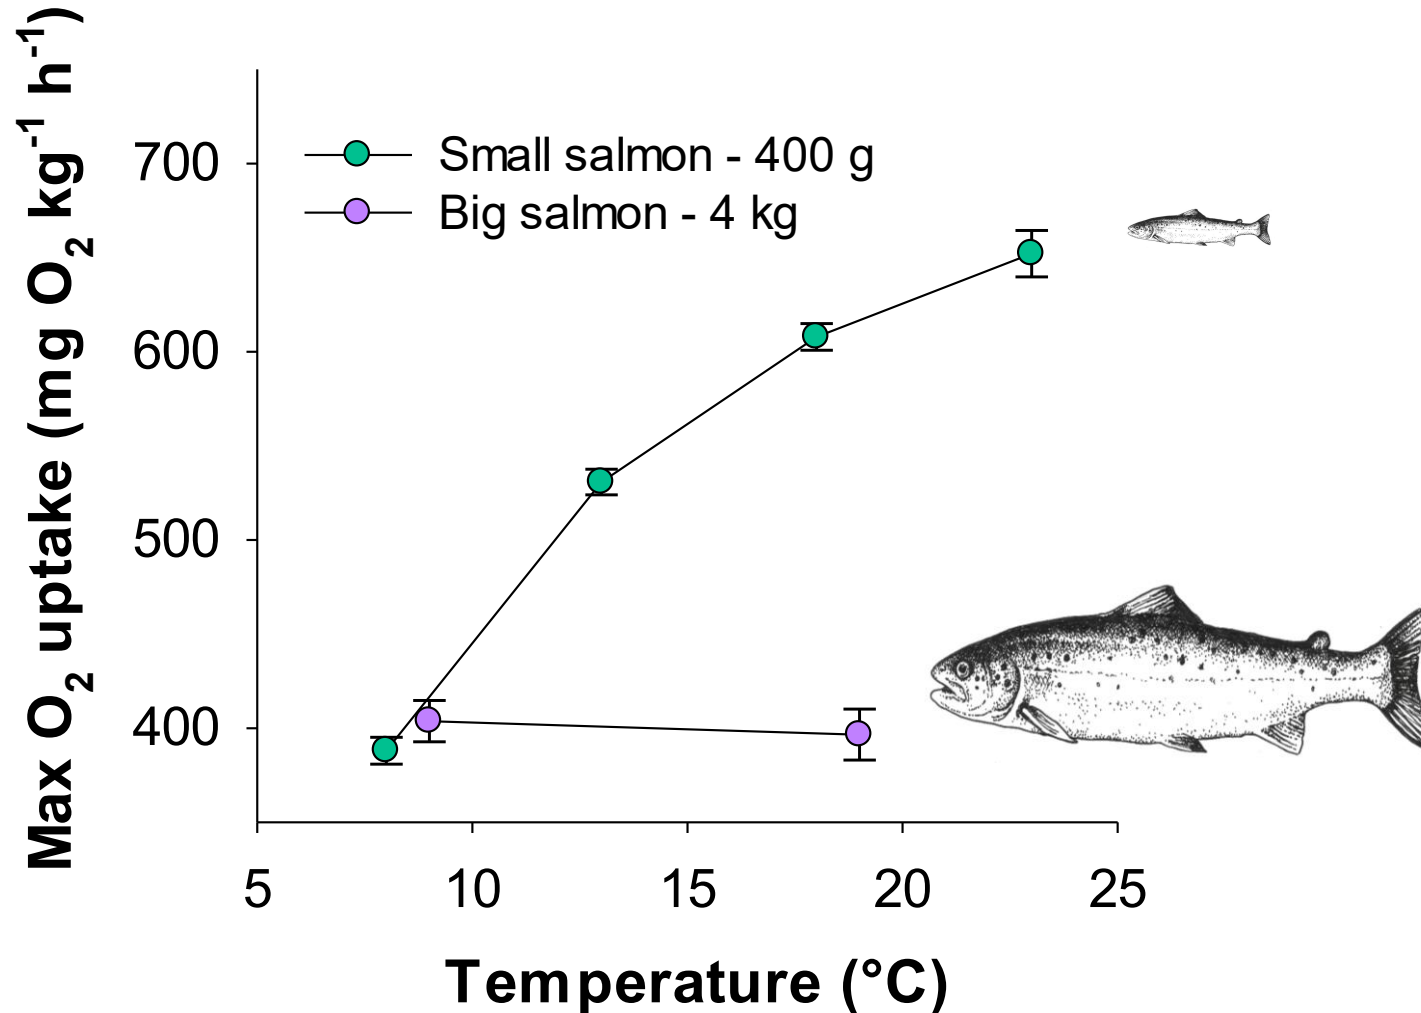 Max O₂ uptake (mg O₂ kg⁻¹ h⁻¹)
700
600
500
400
Small salmon - 400 g
Big salmon - 4 kg
5 10 15 20 25
Temperature (°C)